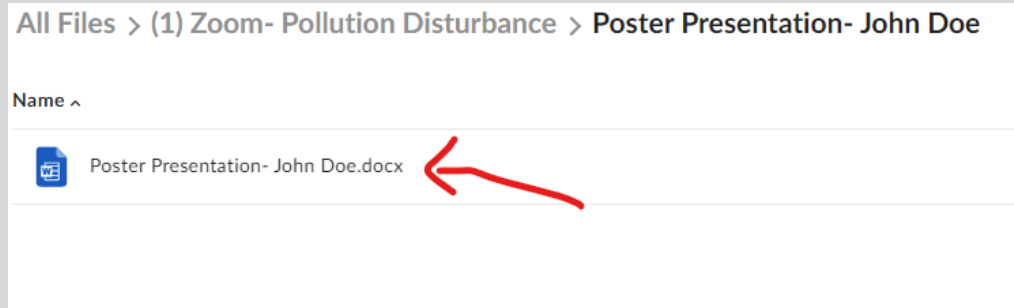 All Files > (1) Zoom- Pollution Disturbance > Poster Presentation- John Doe
Name
Poster Presentation- John Doe.docx